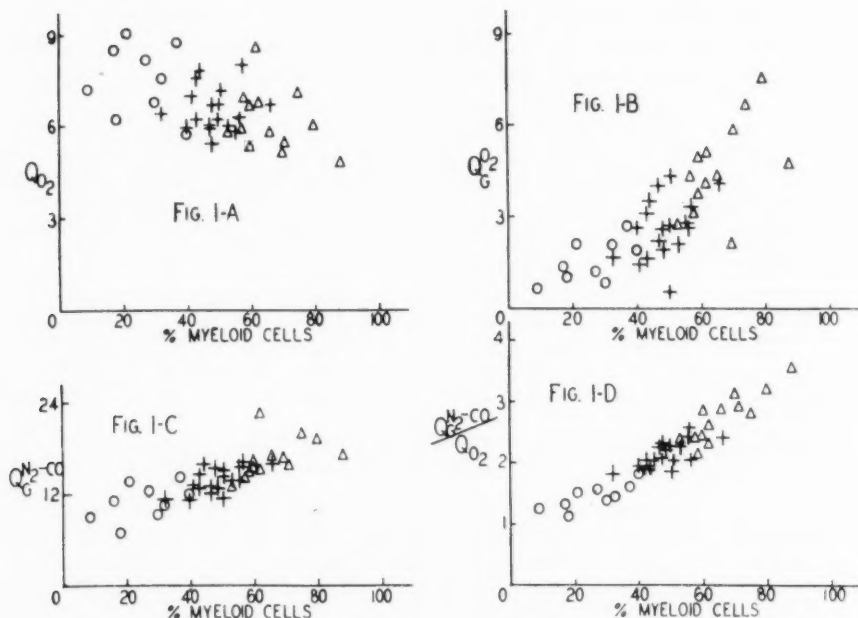 9
6
3
0
Q O2
FIG. 1-A
20 40 60 80 100
% MYELOID CELLS
9
6
3
0
Q G O2
FIG. 1-B
20 40 60 80 100
% MYELOID CELLS
24
12
0
Q G N2-CO
FIG. 1-C
20 40 60 80 100
% MYELOID CELLS
4
3
2
1
0
Q G N2-CO
Q O2
FIG. 1-D
20 40 60 80 100
% MYELOID CELLS